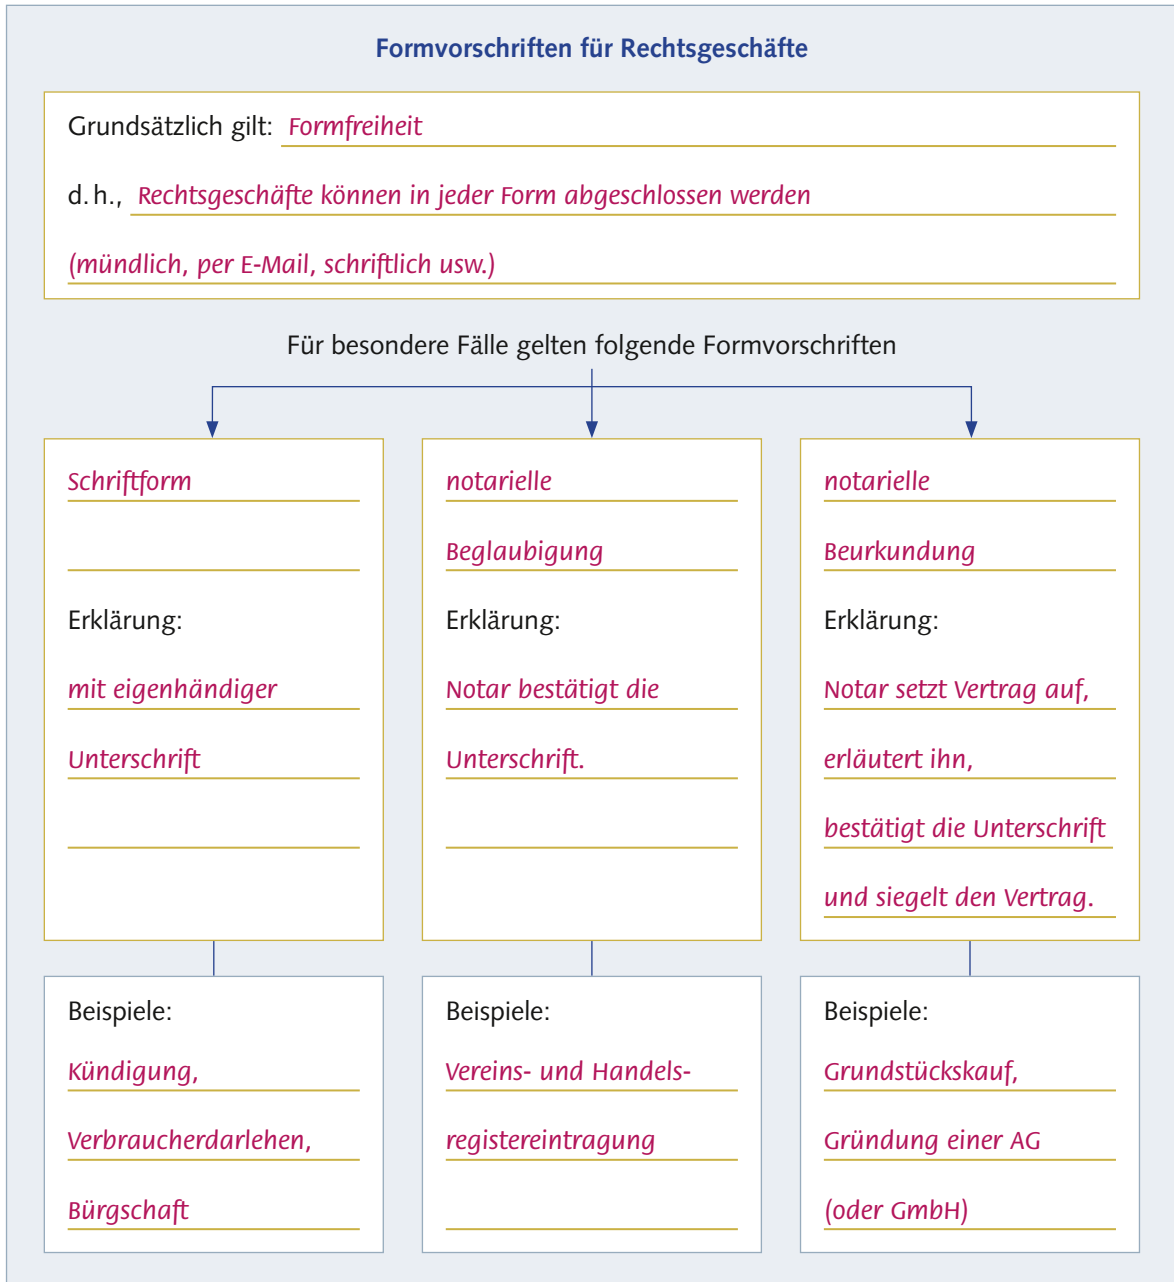 Formvorschriften für Rechtsgeschäfte
Grundsätzlich gilt: Formfreiheit
d. h., Rechtsgeschäfte können in jeder Form abgeschlossen werden
(mündlich, per E-Mail, schriftlich usw.)
Für besondere Fälle gelten folgende Formvorschriften
Schriftform
Erklärung:
mit eigenhändiger
Unterschrift
notarielle
Beglaubigung
Erklärung:
Notar bestätigt die
Unterschrift.
notarielle
Beurkundung
Erklärung:
Notar setzt Vertrag auf,
erläutert ihn,
bestätigt die Unterschrift
und siegelt den Vertrag.
Beispiele:
Kündigung,
Verbraucherdarlehen,
Bürgschaft
Beispiele:
Vereins- und Handels-
registereintragung
Beispiele:
Grundstückskauf,
Gründung einer AG
(oder GmbH)